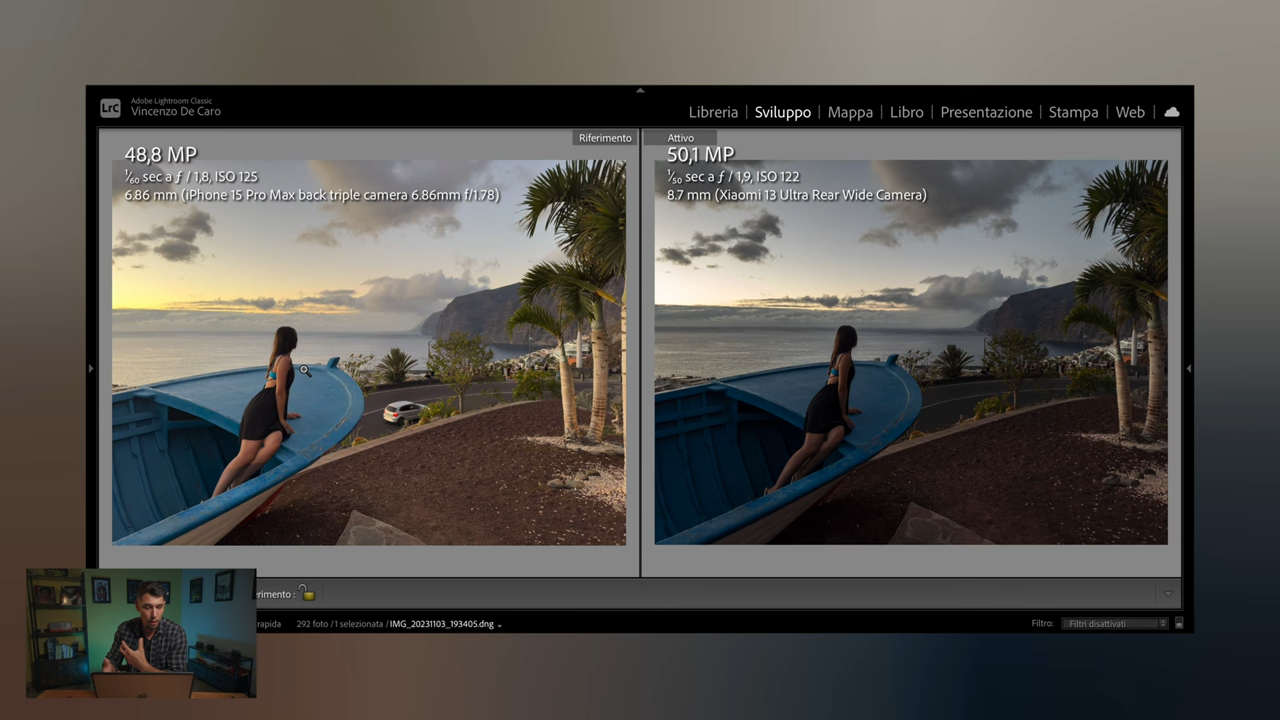 LrC
Adobe Lightroom Classic
Vincenzo De Caro
Libreria | Sviluppo | Mappa | Libro | Presentazione | Stampa | Web |
Riferimento
48,8 MP
1/60 sec a ƒ / 1,8, ISO 125
6.86 mm (iPhone 15 Pro Max back triple camera 6.86mm f/1.78)
Attivo
50,1 MP
1/50 sec a ƒ / 1,9, ISO 122
8.7 mm (Xiaomi 13 Ultra Rear Wide Camera)
erimento :
rapida 292 foto / 1 selezionata / IMG_20231103_193405.dng
Filtro: Filtri disattivati